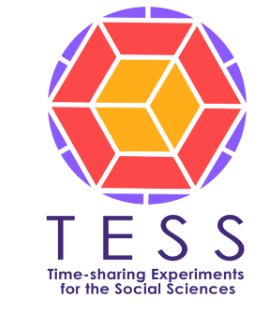 TESS
Time-sharing Experiments
for the Social Sciences